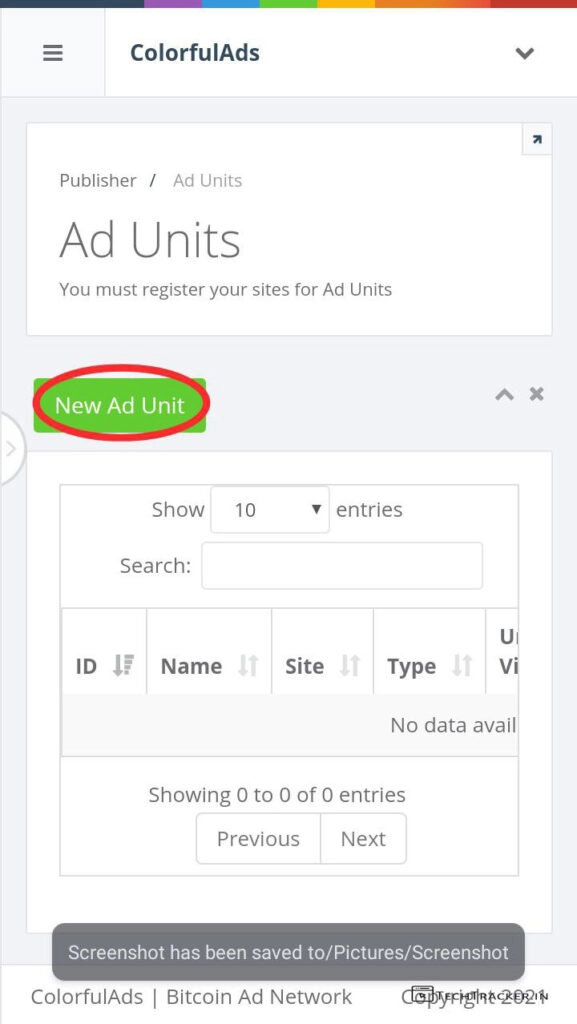 ColorfulAds
Publisher / Ad Units
Ad Units
You must register your sites for Ad Units
New Ad Unit
Show 10 entries
Search:
ID Name Site Type
No data avail
Showing 0 to 0 of 0 entries
Previous Next
Screenshot has been saved to/Pictures/Screenshot
ColorfulAds | Bitcoin Ad Network Copyright 2021
TECHTRACKER.IN